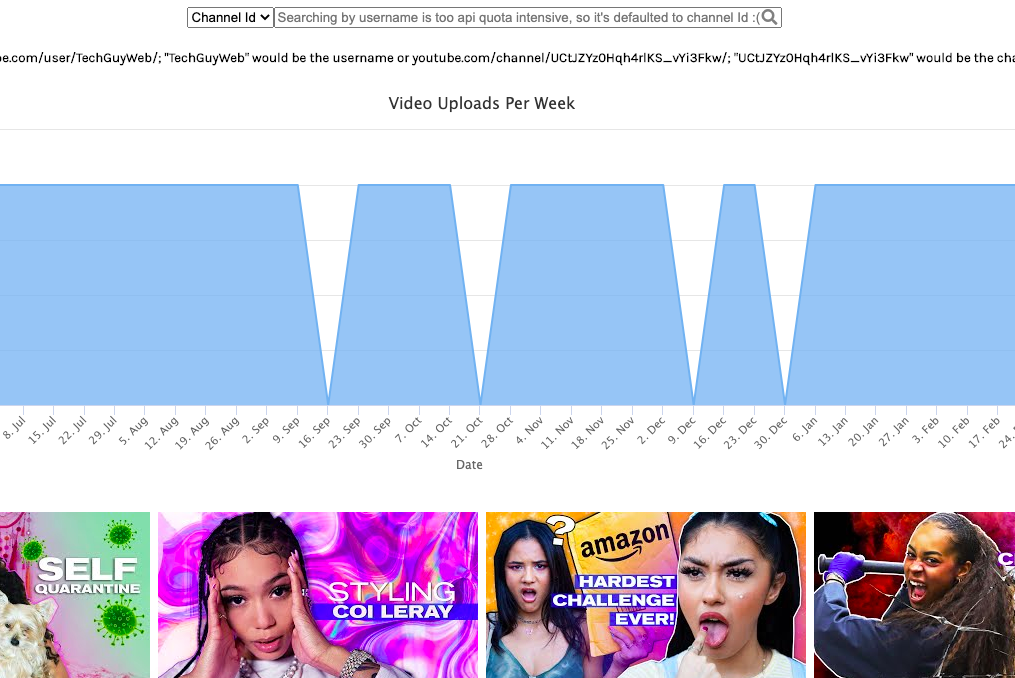 Channel Id
Searching by username is too api quota intensive, so it's defaulted to channel Id :(
be.com/user/TechGuyWeb/; "TechGuyWeb" would be the username or youtube.com/channel/UCtJZYz0Hqh4rlKS_vYi3Fkw/; "UCtJZYz0Hqh4rlKS_vYi3Fkw" would be the cha
Video Uploads Per Week
8. Jul 15. Jul 22. Jul 29. Jul 5. Aug 12. Aug 19. Aug 26. Aug 2. Sep 9. Sep 16. Sep 23. Sep 30. Sep 7. Oct 14. Oct 21. Oct 28. Oct 4. Nov 11. Nov 18. Nov 25. Nov 2. Dec 9. Dec 16. Dec 23. Dec 30. Dec 6. Jan 13. Jan 20. Jan 27. Jan 3. Feb 10. Feb 17. Feb 24.
Date
SELF
QUARANTINE
STYLING
COI LERAY
?
amazon
HARDEST
CHALLENGE
EVER!
C